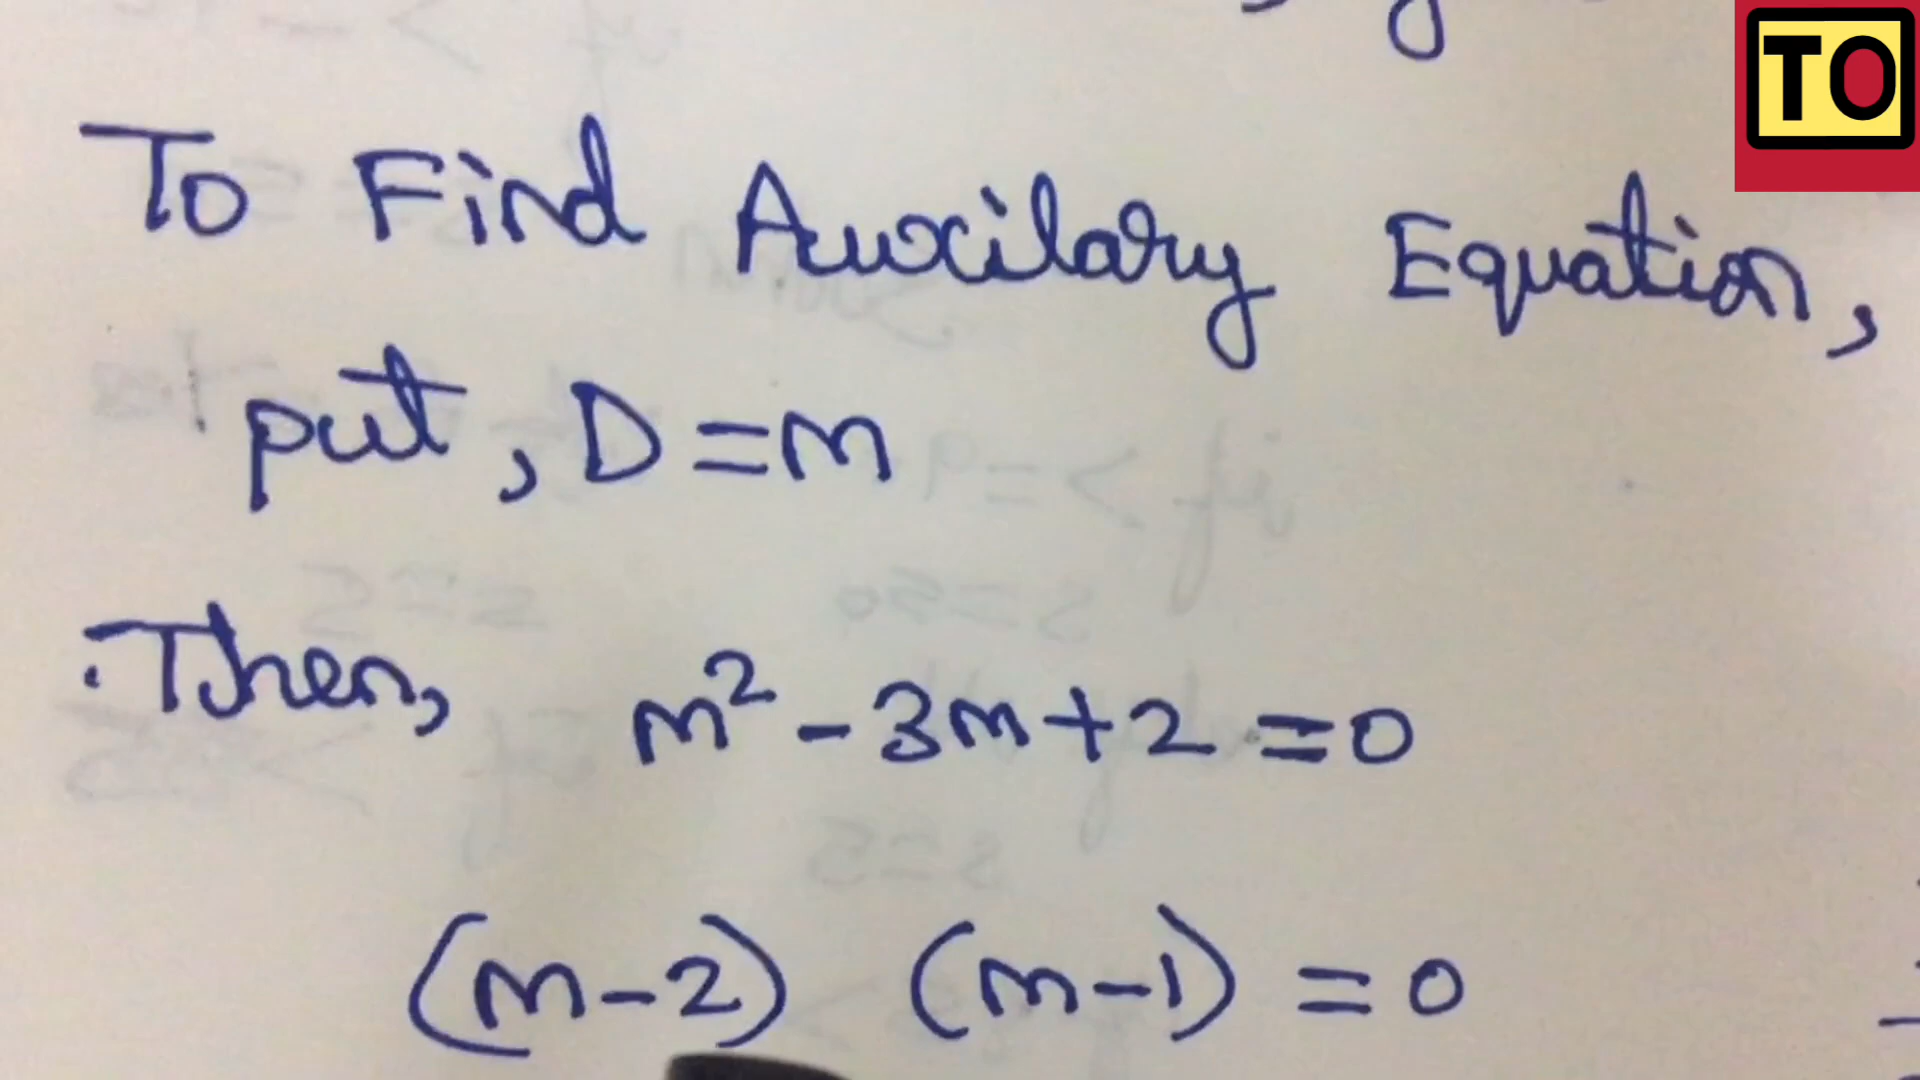 TO
To Find Auxilary Equation,
put, D=m
Then, m² - 3m + 2 = 0
(m-2) (m-1) = 0